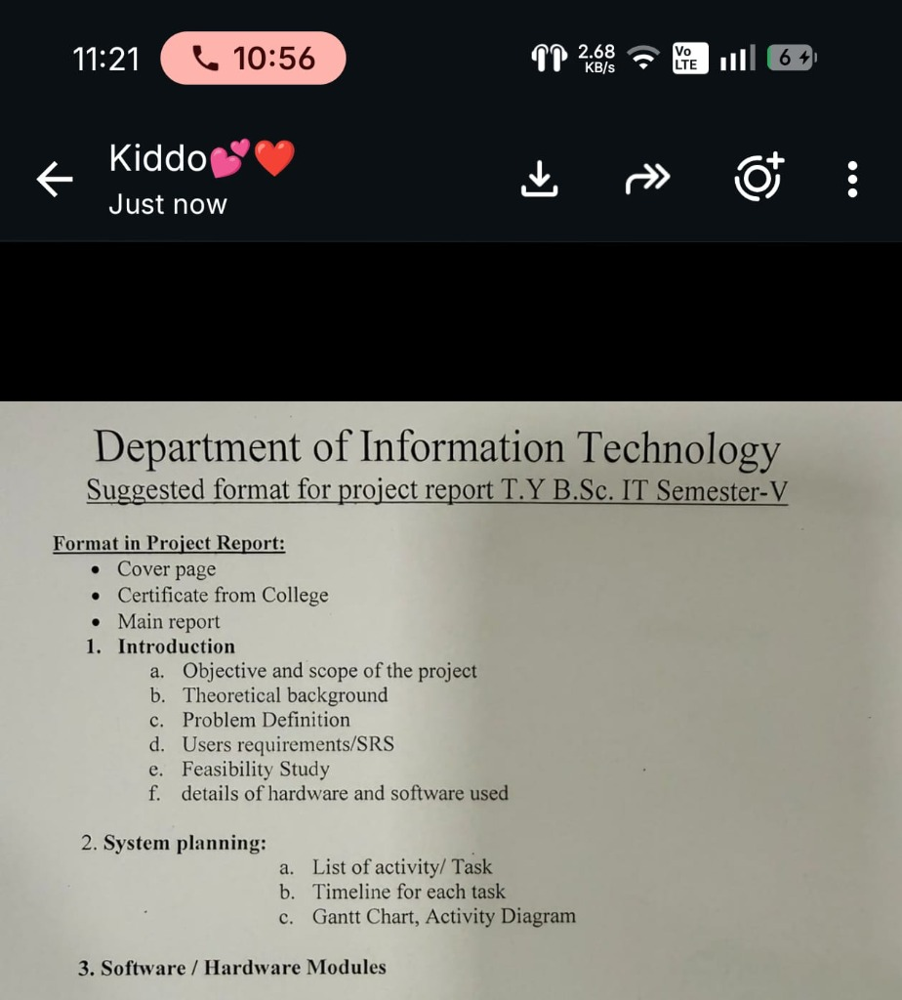 11:21 10:56 2.68 KB/s Vo LTE 6
Kiddo💕❤️
Just now
Department of Information Technology
Suggested format for project report T.Y B.Sc. IT Semester-V
Format in Project Report:
• Cover page
• Certificate from College
• Main report
1. Introduction
a. Objective and scope of the project
b. Theoretical background
c. Problem Definition
d. Users requirements/SRS
e. Feasibility Study
f. details of hardware and software used
2. System planning:
a. List of activity/ Task
b. Timeline for each task
c. Gantt Chart, Activity Diagram
3. Software / Hardware Modules